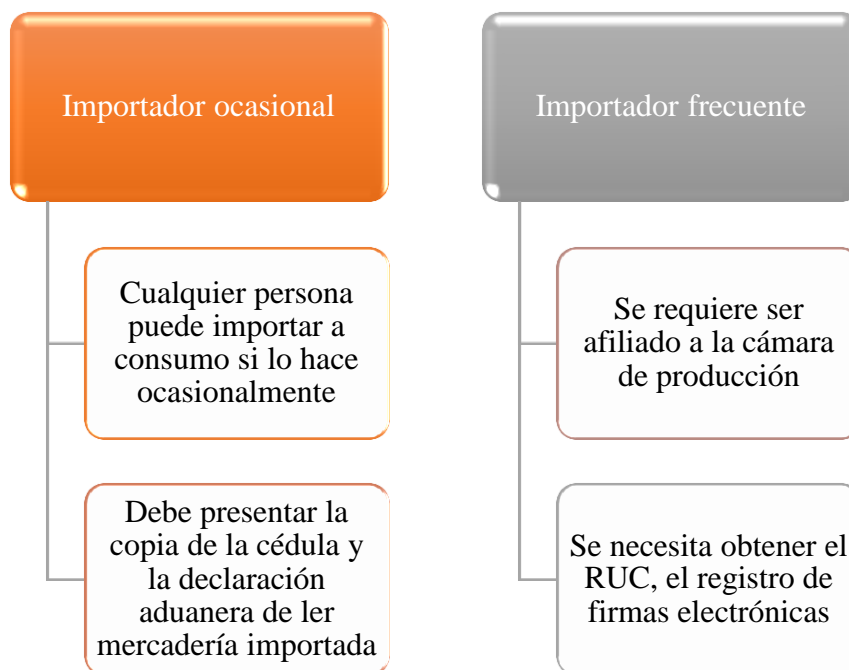 Importador ocasional
Cualquier persona
puede importar a
consumo si lo hace
ocasionalmente
Debe presentar la
copia de la cédula y
la declaración
aduanera de ler
mercadería importada
Importador frecuente
Se requiere ser
afiliado a la cámara
de producción
Se necesita obtener el
RUC, el registro de
firmas electrónicas